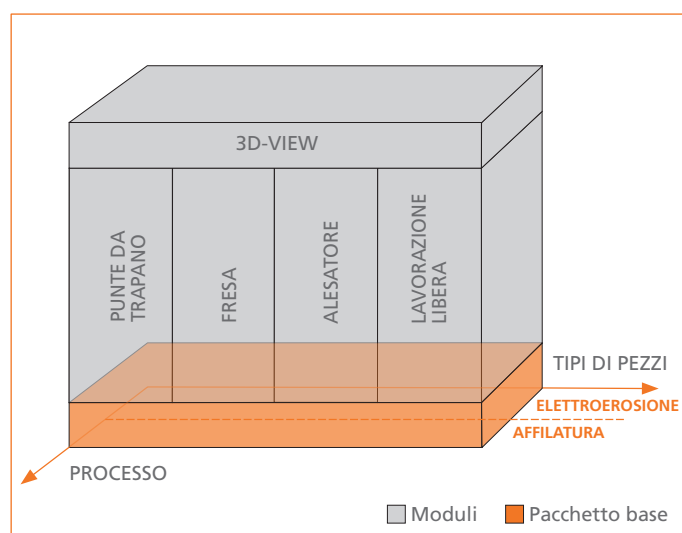 3D-VIEW
PUNTE DA
TRAPANO
FRESA
ALESATORE
LAVORAZIONE
LIBERA
TIPI DI PEZZI
ELETTROEROSIONE
AFFILATURA
PROCESSO
Moduli
Pacchetto base